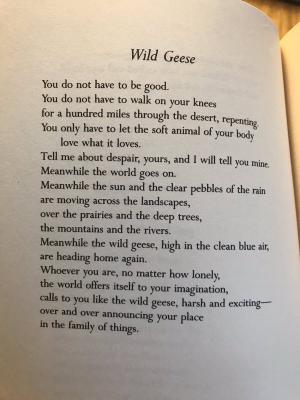 Wild Geese
You do not have to be good.
You do not have to walk on your knees
for a hundred miles through the desert, repenting.
You only have to let the soft animal of your body
love what it loves.
Tell me about despair, yours, and I will tell you mine.
Meanwhile the world goes on.
Meanwhile the sun and the clear pebbles of the rain
are moving across the landscapes,
over the prairies and the deep trees,
the mountains and the rivers.
Meanwhile the wild geese, high in the clean blue air,
are heading home again.
Whoever you are, no matter how lonely,
the world offers itself to your imagination,
calls to you like the wild geese, harsh and exciting—
over and over announcing your place
in the family of things.